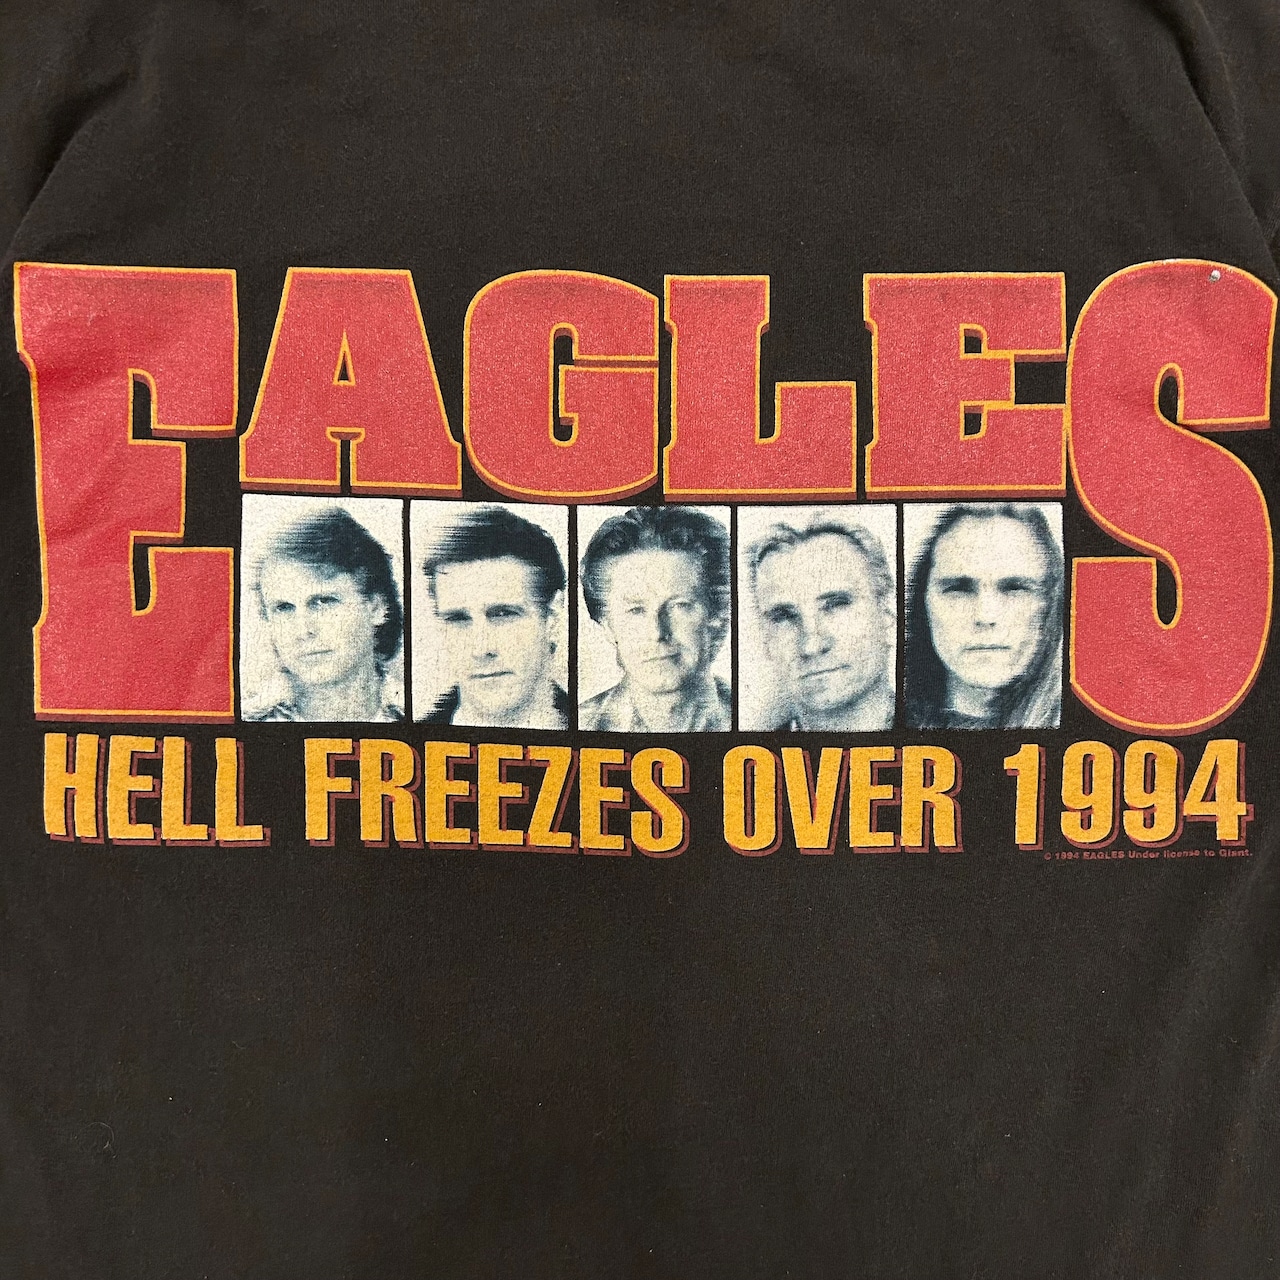 EAGLES
HELL FREEZES OVER 1994
© 1994 EAGLES Under license to Giant.